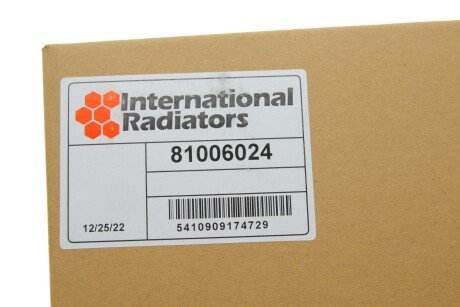 International
Radiators
81006024
12/25/22
5410909174729